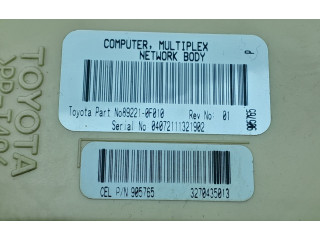 COMPUTER, MULTIPLEX
NETWORK BODY
P
Toyota Part No89221-0F010 Rev No: 01
Serial No 04072111321902
CEL P/N 905765 3270435013
TOYOTA